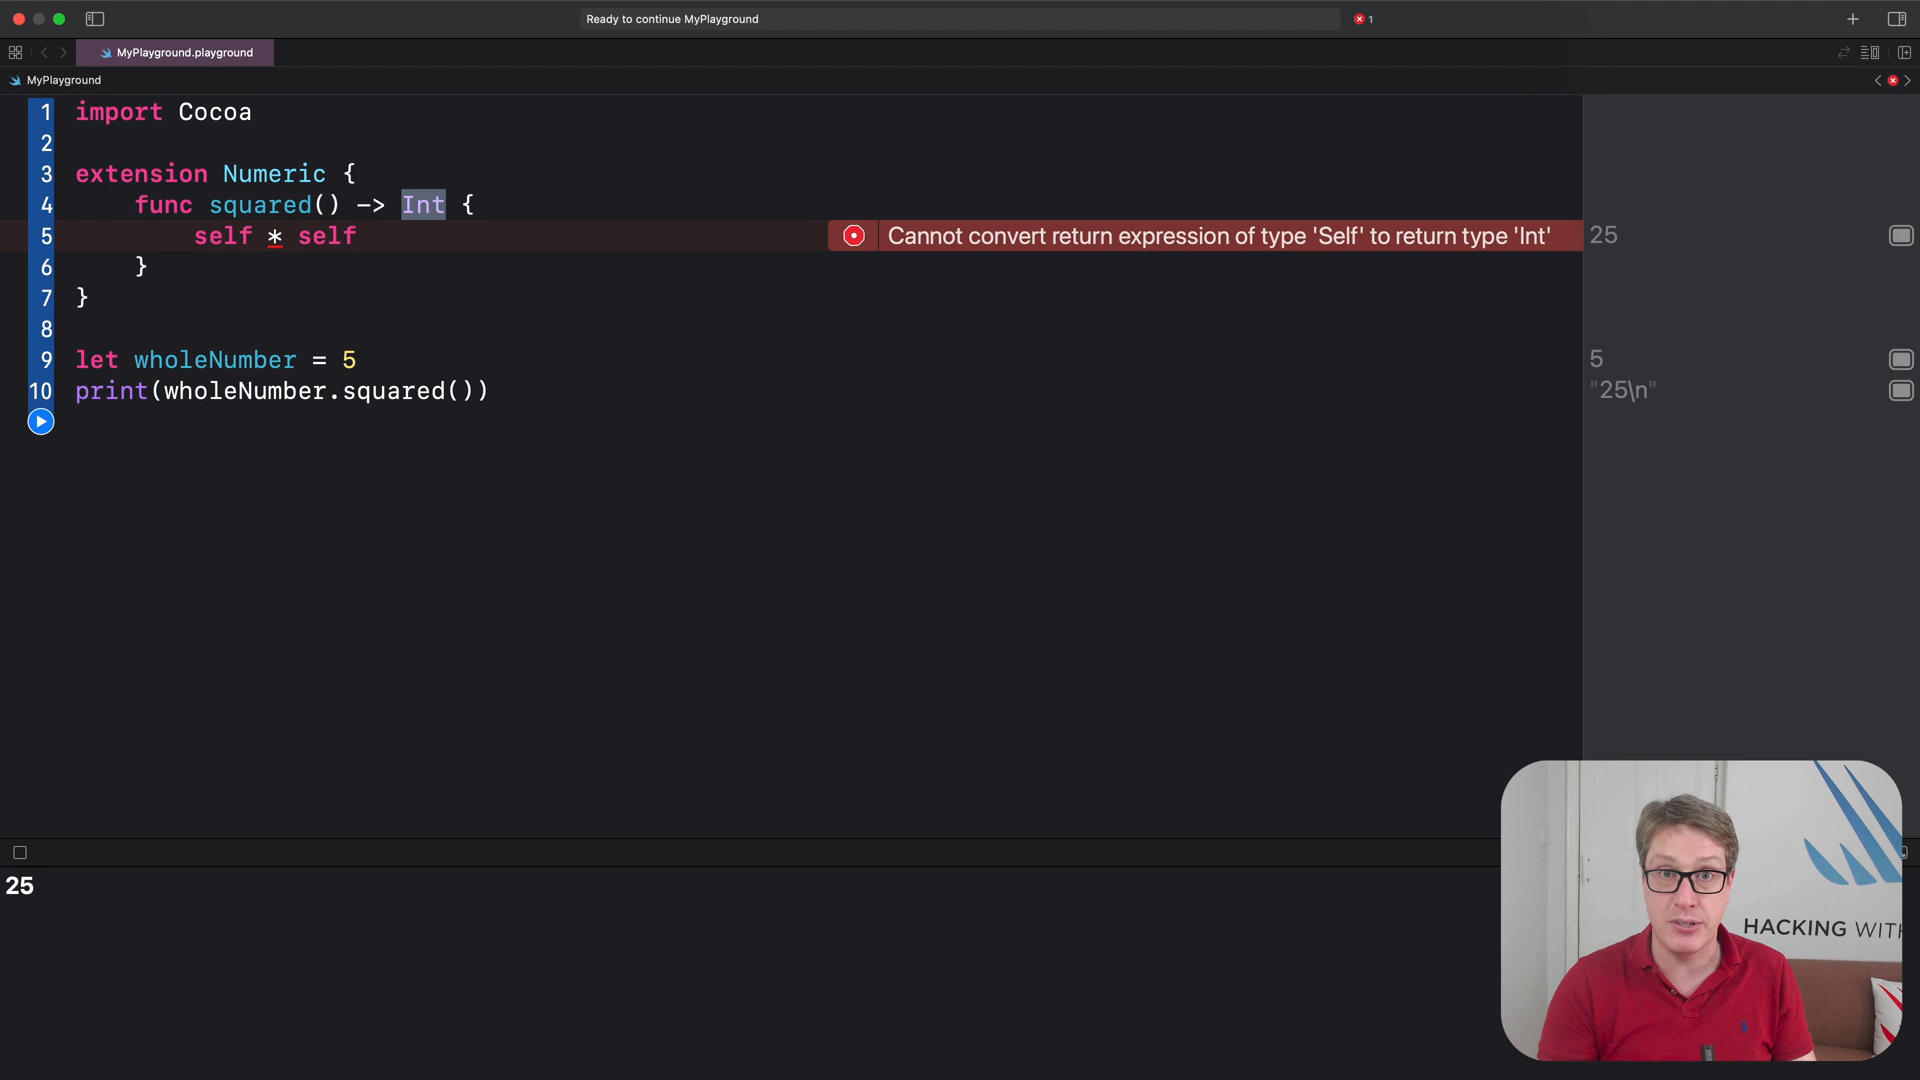 Ready to continue MyPlayground
1
MyPlayground.playground
MyPlayground
1 import Cocoa
2
3 extension Numeric {
4 func squared() -> Int {
5 self * self
Cannot convert return expression of type 'Self' to return type 'Int'
25
6 }
7 }
8
9 let wholeNumber = 5
5
10 print(wholeNumber.squared())
"25\n"
25
HACKING WITH